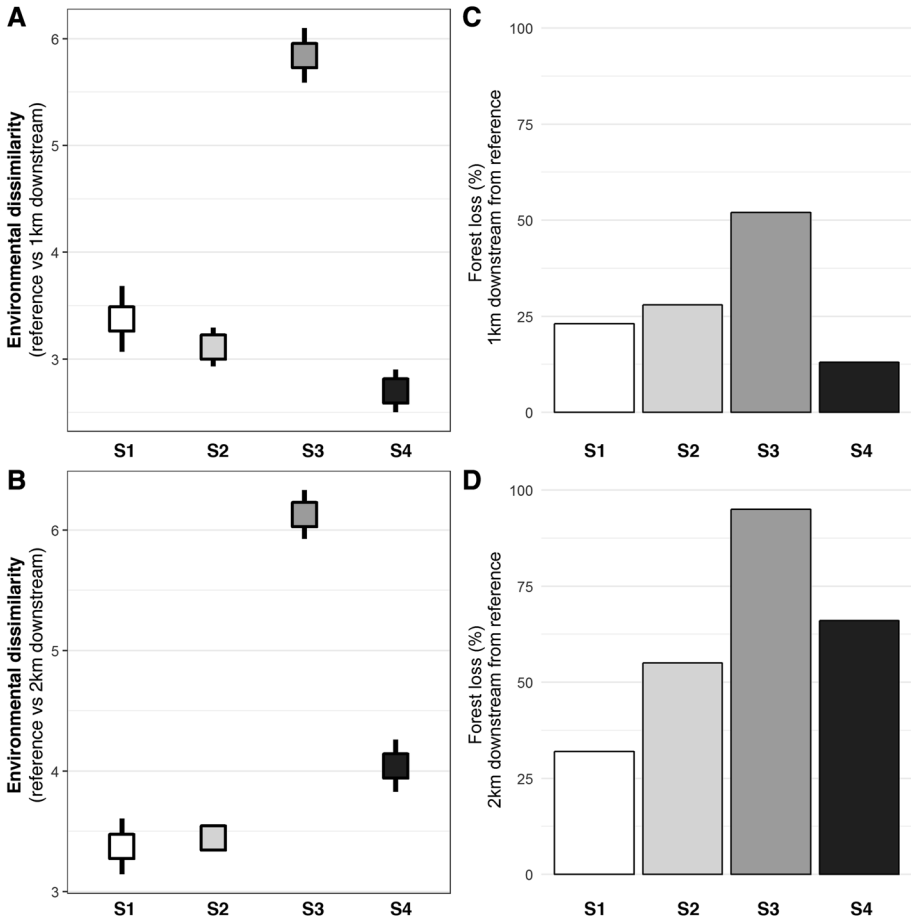 A
Environmental dissimilarity
(reference vs 1km downstream)
6
5
4
3
S1 S2 S3 S4
C
Forest loss (%)
1km downstream from reference
100
75
50
25
0
S1 S2 S3 S4
B
Environmental dissimilarity
(reference vs 2km downstream)
6
5
4
3
S1 S2 S3 S4
D
Forest loss (%)
2km downstream from reference
100
75
50
25
0
S1 S2 S3 S4